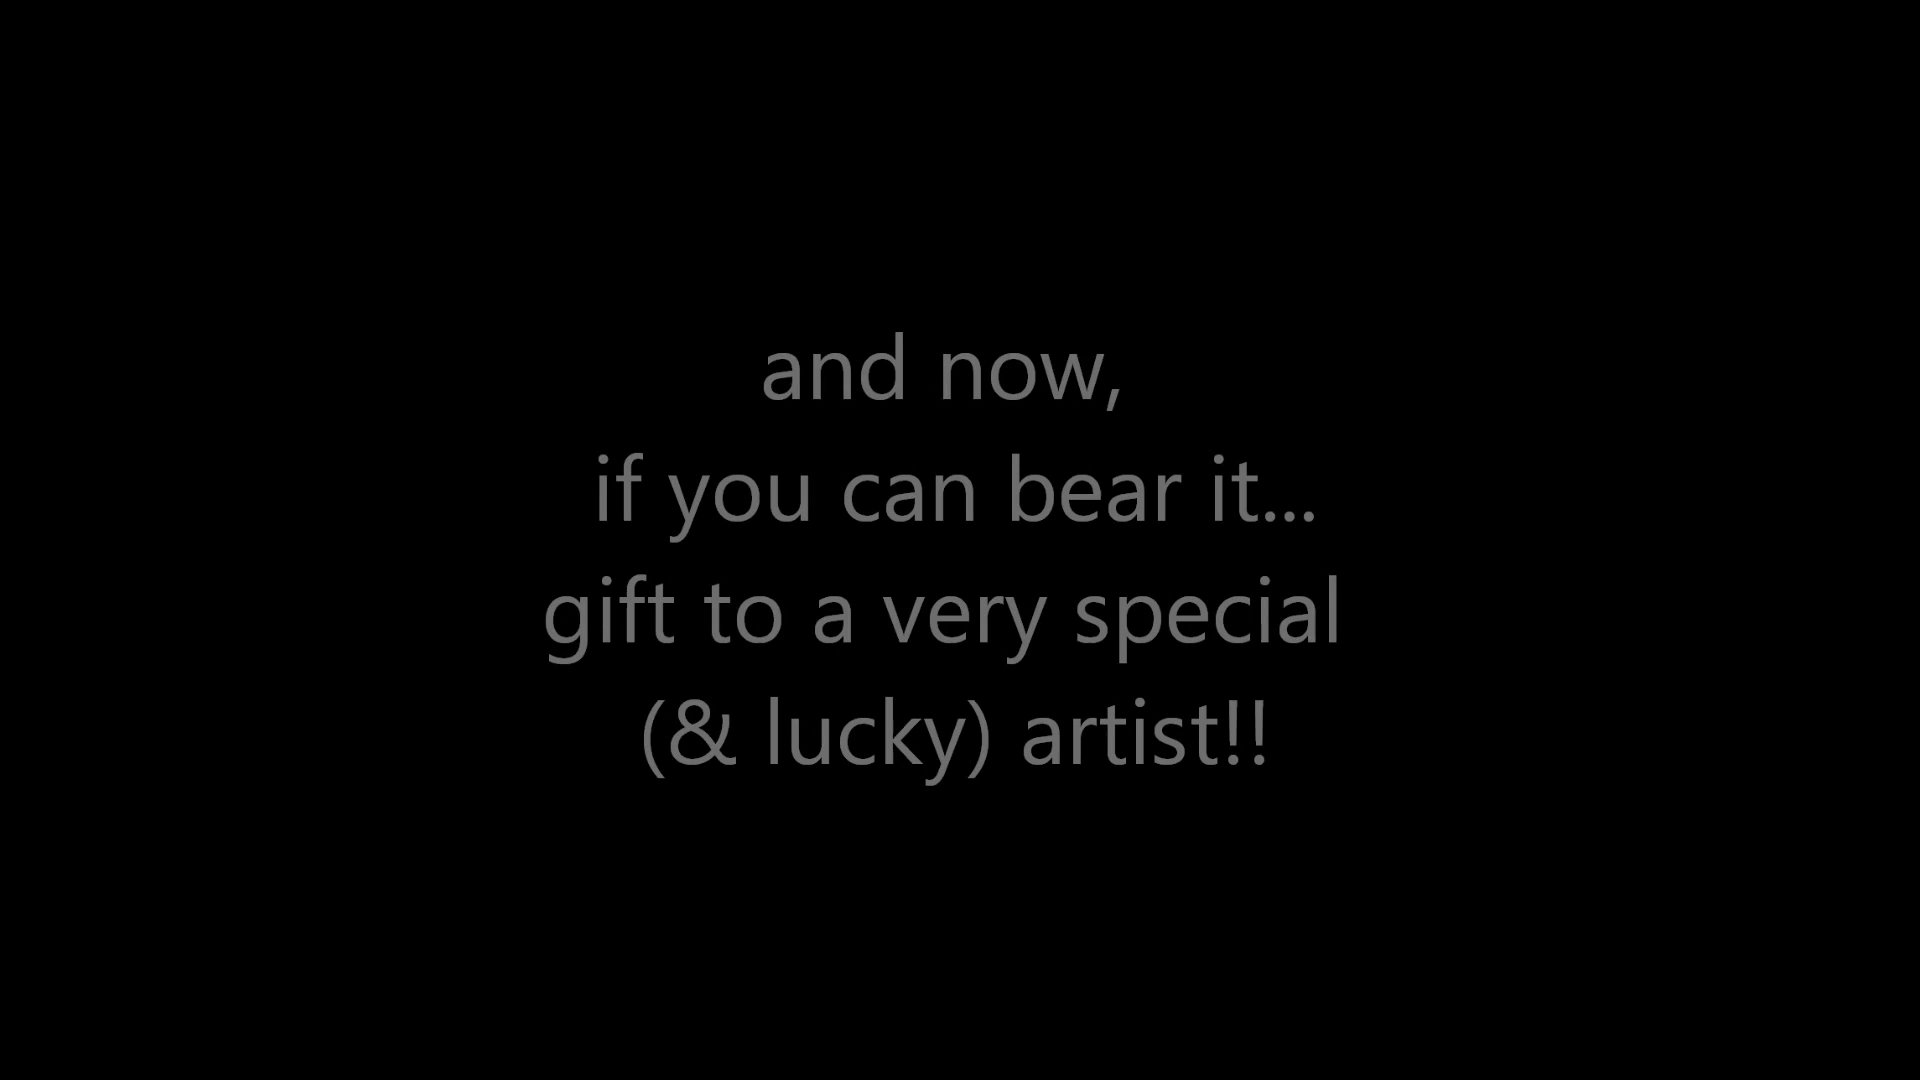 and now,
if you can bear it...
gift to a very special
(& lucky) artist!!